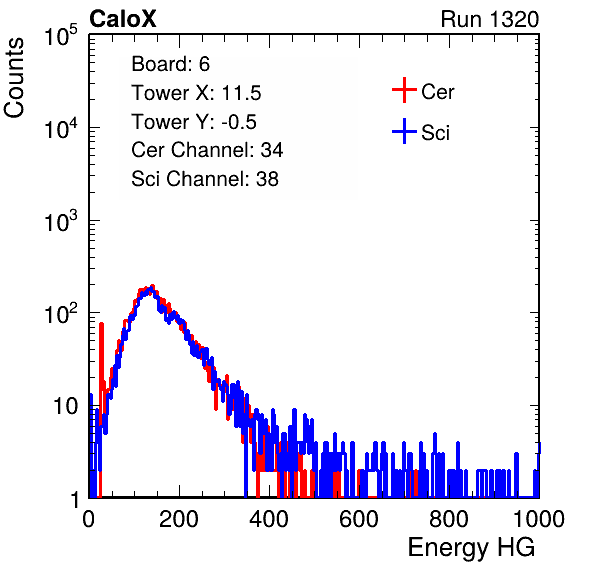 CaloX
Run 1320
Counts
Board: 6
Tower X: 11.5
Tower Y: -0.5
Cer Channel: 34
Sci Channel: 38
Cer
Sci
10^5
10^4
10^3
10^2
10
1
0 200 400 600 800 1000
Energy HG